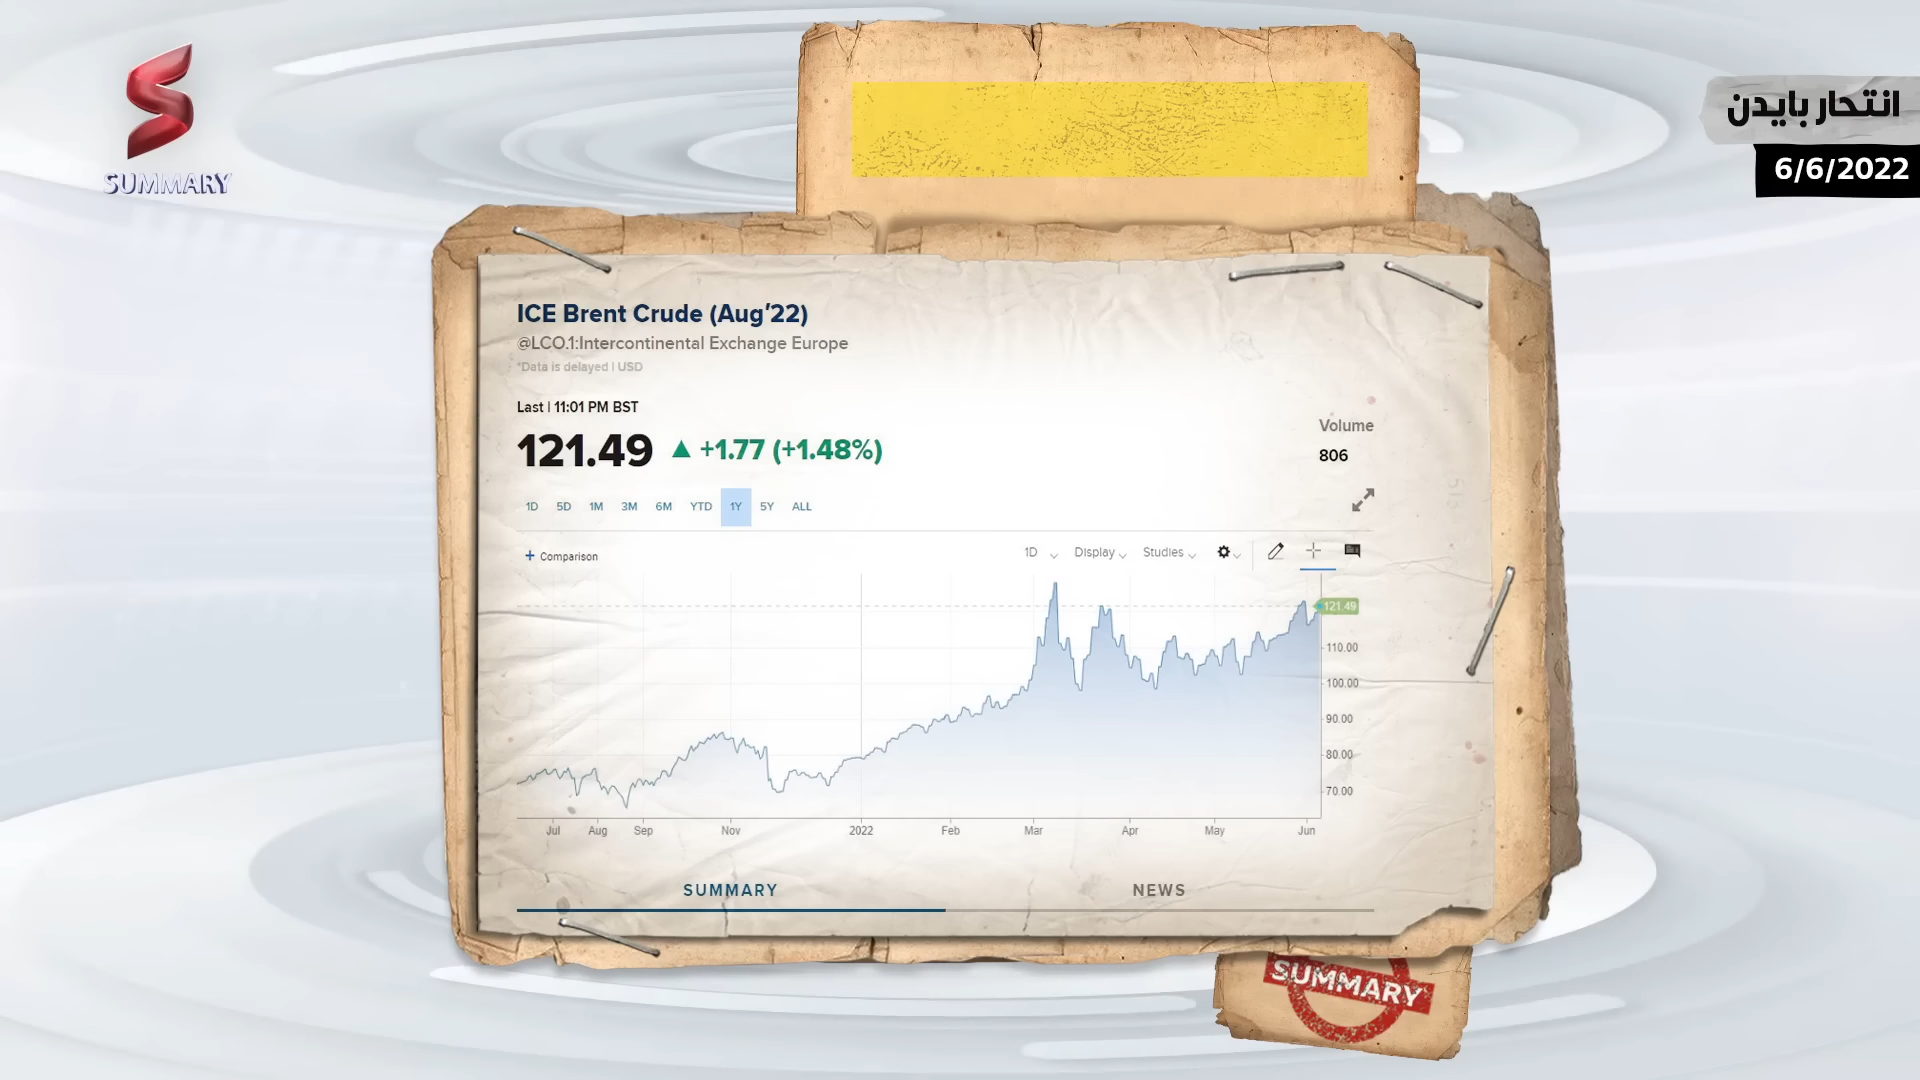 SUMMARY
انتحار بايدن
6/6/2022
ICE Brent Crude (Aug'22)
@LCO.1:Intercontinental Exchange Europe
*Data is delayed | USD
Last | 11:01 PM BST
121.49 ▲ +1.77 (+1.48%)
Volume
806
1D 5D 1M 3M 6M YTD 1Y 5Y ALL
+ Comparison
1D Display Studies
121.49
110.00
100.00
90.00
80.00
70.00
Jul Aug Sep Nov 2022 Feb Mar Apr May Jun
SUMMARY NEWS
SUMMARY